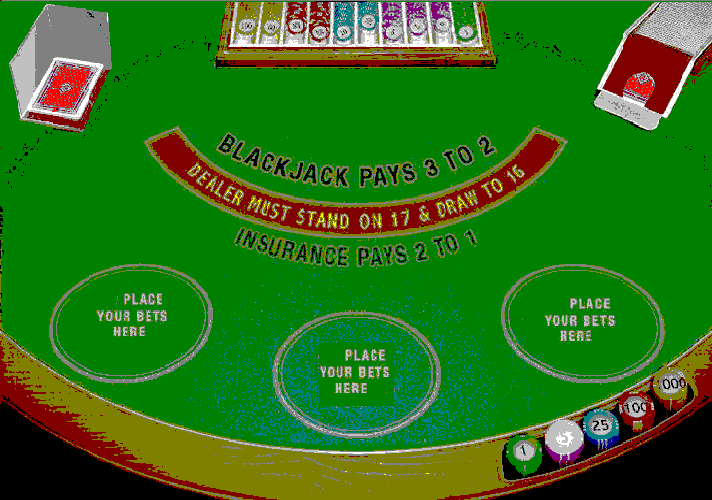 BLACKJACK PAYS 3 TO 2
DEALER MUST STAND ON 17 & DRAW TO 16
INSURANCE PAYS 2 TO 1
PLACE
YOUR BETS
HERE
PLACE
YOUR BETS
HERE
PLACE
YOUR BETS
HERE
1
5
25
100